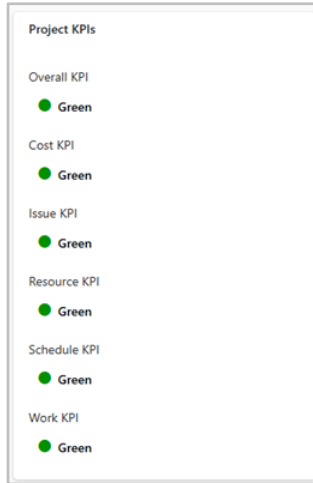 Project KPIs
Overall KPI
Green
Cost KPI
Green
Issue KPI
Green
Resource KPI
Green
Schedule KPI
Green
Work KPI
Green